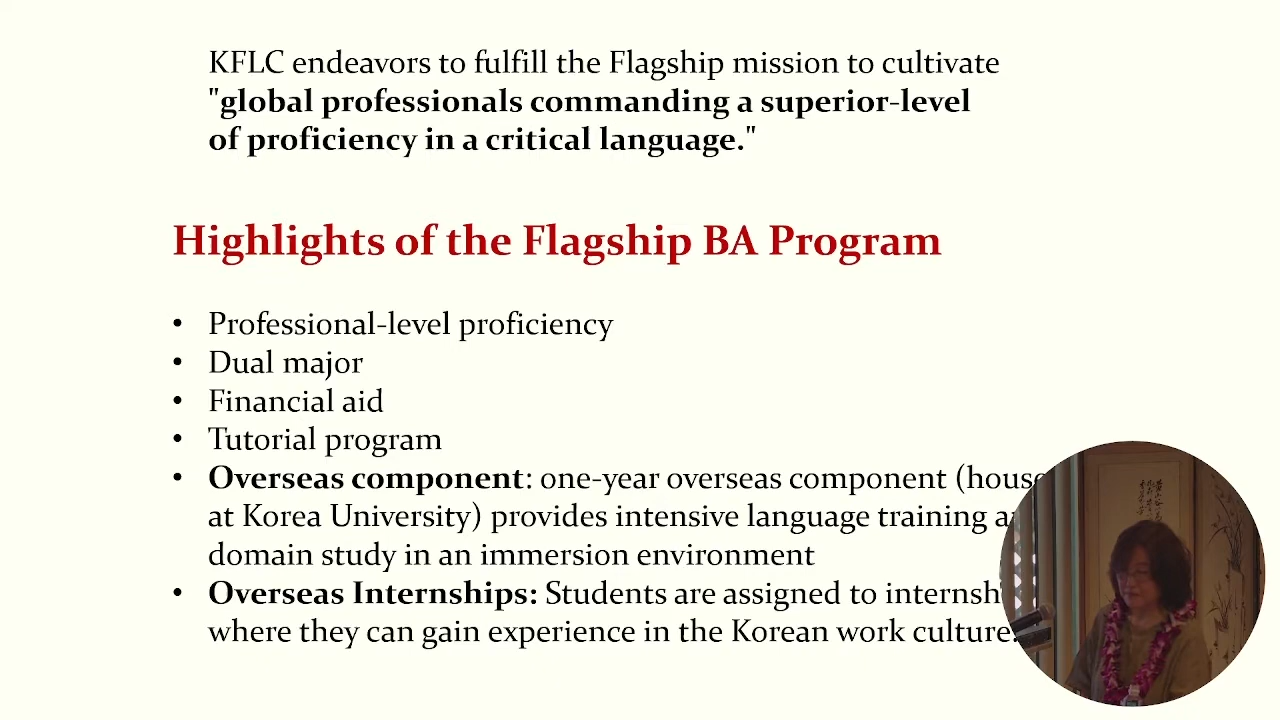 KFLC endeavors to fulfill the Flagship mission to cultivate
"global professionals commanding a superior-level
of proficiency in a critical language."
Highlights of the Flagship BA Program
• Professional-level proficiency
• Dual major
• Financial aid
• Tutorial program
• Overseas component: one-year overseas component
at Korea University) provides intensive language training
domain study in an immersion environment
• Overseas Internships: Students are assigned to
where they can gain experience in the Korean work culture.